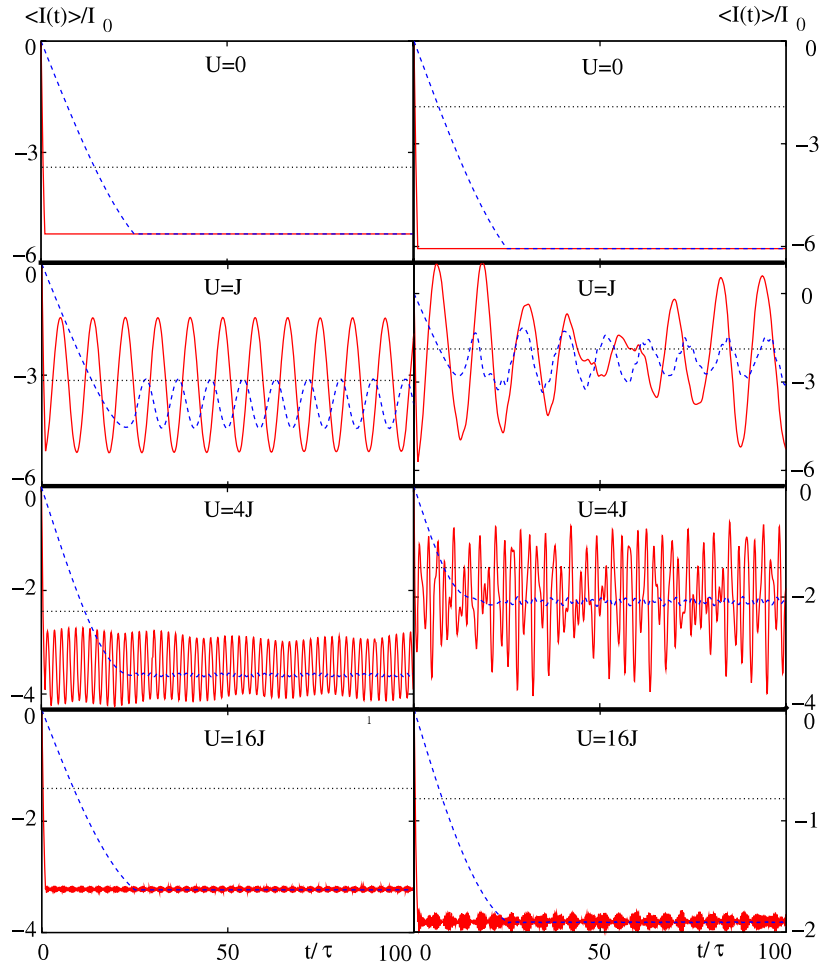 <I(t)>/I 0 <I(t)>/I 0
0 U=0 0 U=0
−3 −3
−6 −6
0 U=J 0 U=J
−3 −3
−6 −6
0 U=4J 0 U=4J
−2 −2
−4 −4
0 1 0
U=16J U=16J
−2 −1
−4 −2
0 50 t/τ 100 0 50 t/τ 100